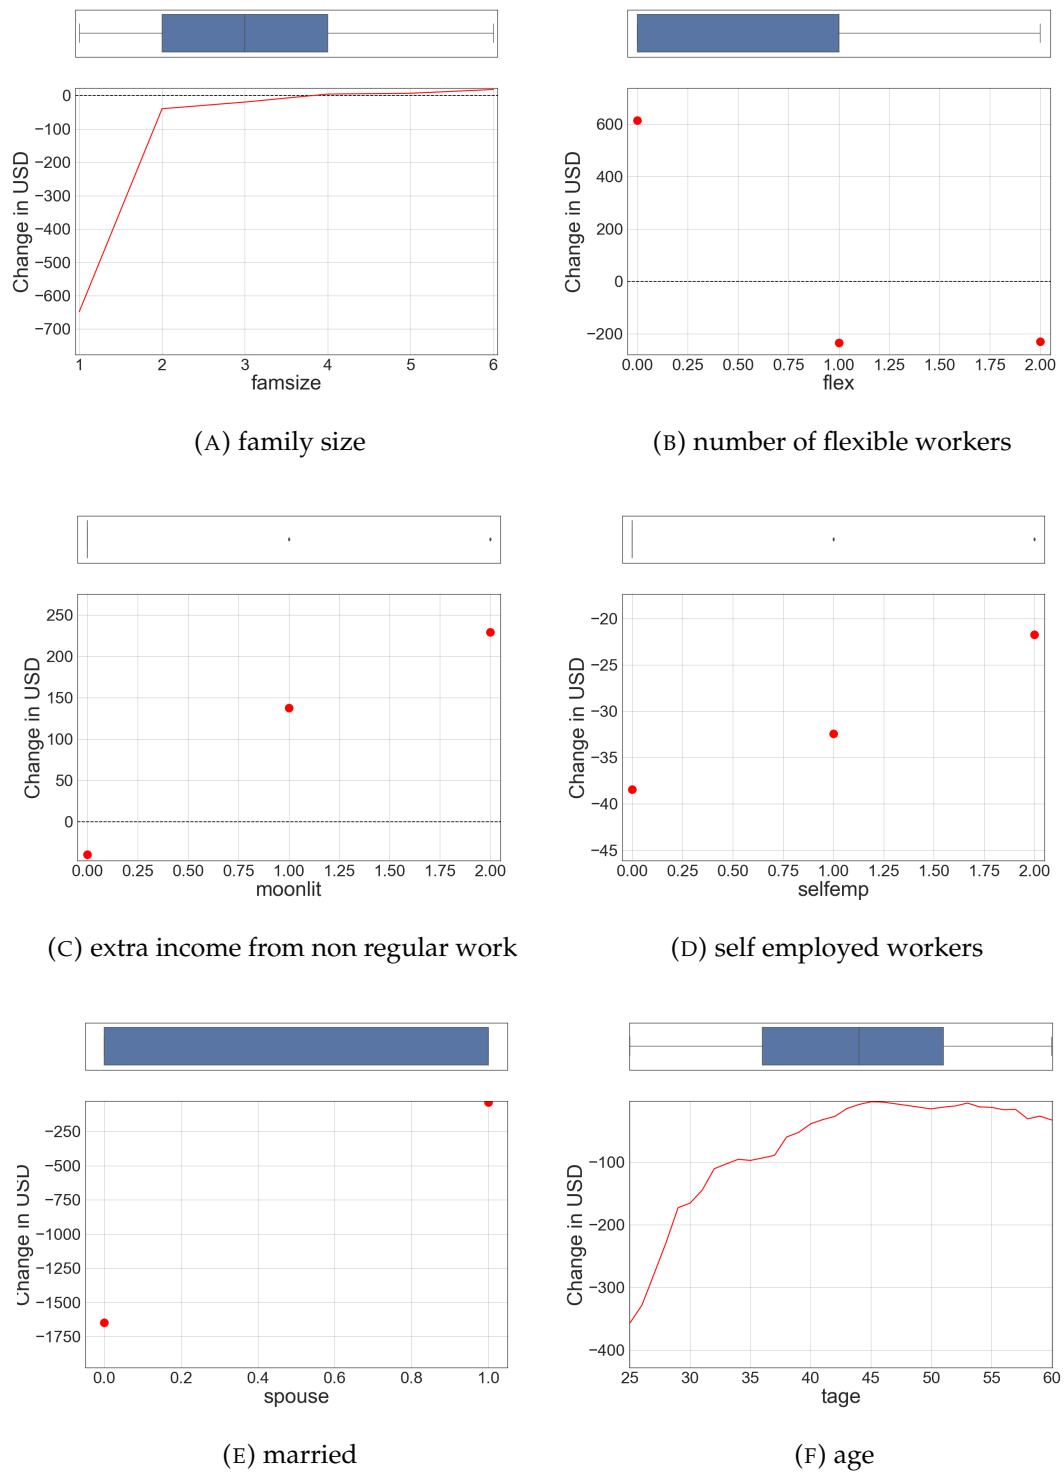 0
−100
−200
−300
−400
−500
−600
−700
Change in USD
1 2 3 4 5 6
famsize
(A) family size
600
400
200
0
−200
Change in USD
0.00 0.25 0.50 0.75 1.00 1.25 1.50 1.75 2.00
flex
(B) number of flexible workers
250
200
150
100
50
0
Change in USD
0.00 0.25 0.50 0.75 1.00 1.25 1.50 1.75 2.00
moonlit
(C) extra income from non regular work
−20
−25
−30
−35
−40
−45
Change in USD
0.00 0.25 0.50 0.75 1.00 1.25 1.50 1.75 2.00
selfemp
(D) self employed workers
−250
−500
−750
−1000
−1250
−1500
−1750
Change in USD
0.0 0.2 0.4 0.6 0.8 1.0
spouse
(E) married
−100
−200
−300
−400
Change in USD
25 30 35 40 45 50 55 60
tage
(F) age